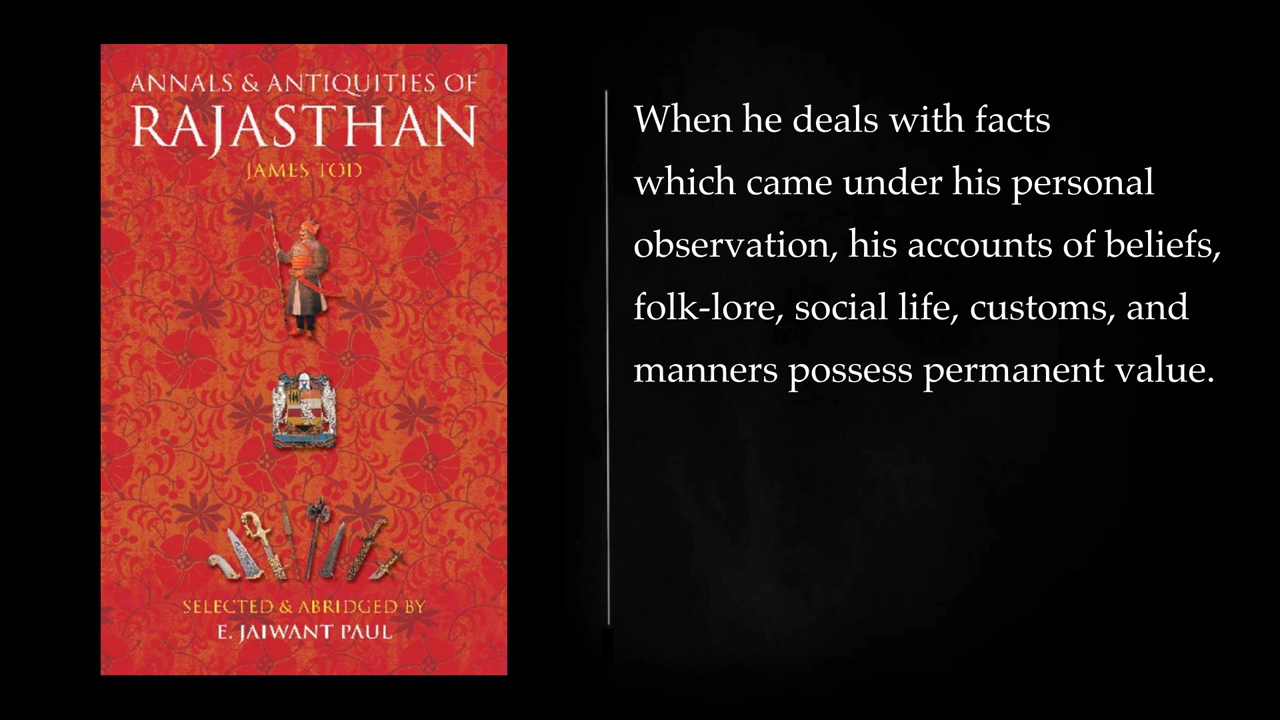 ANNALS & ANTIQUITIES OF
RAJASTHAN
JAMES TOD
SELECTED & ABRIDGED BY
E. JAIWANT PAUL
When he deals with facts
which came under his personal
observation, his accounts of beliefs,
folk-lore, social life, customs, and
manners possess permanent value.